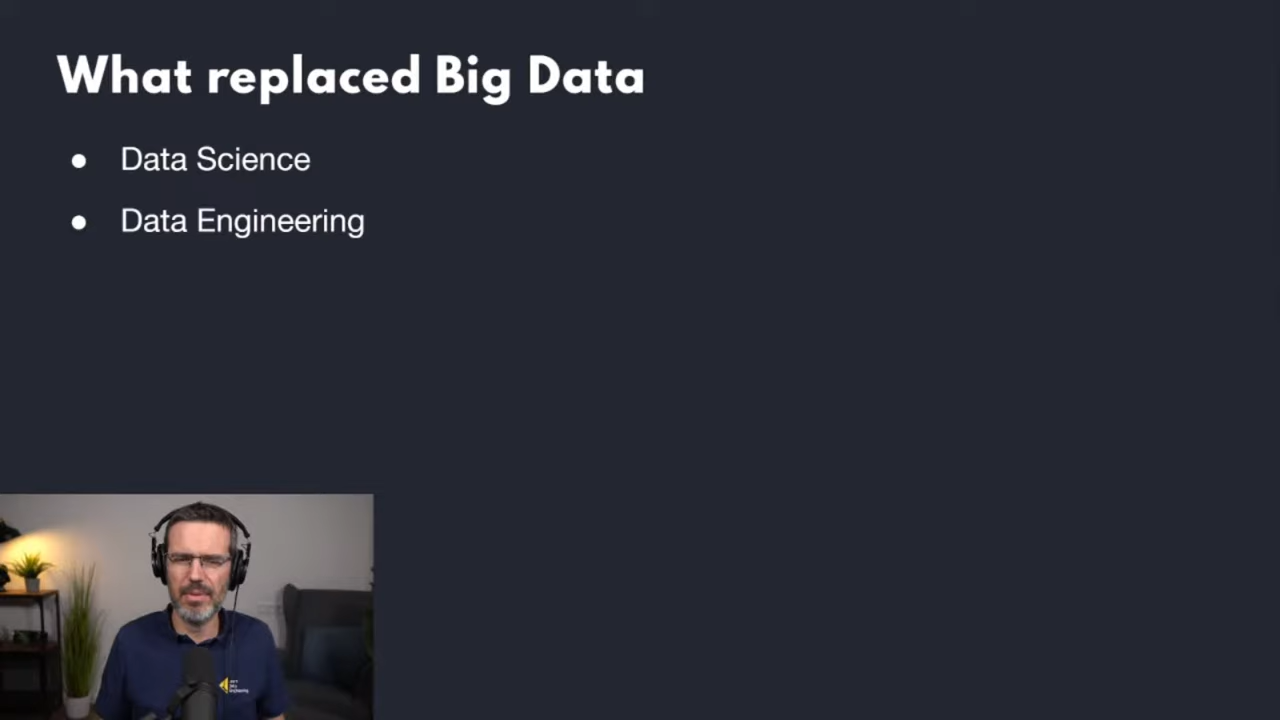 What replaced Big Data
● Data Science
● Data Engineering